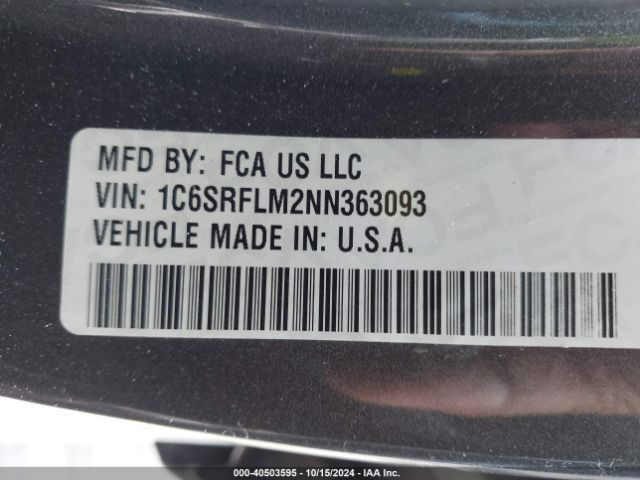 MFD BY: FCA US LLC
VIN: 1C6SRFLM2NN363093
VEHICLE MADE IN: U.S.A.
000-40503595 - 10/15/2024 - IAA Inc.